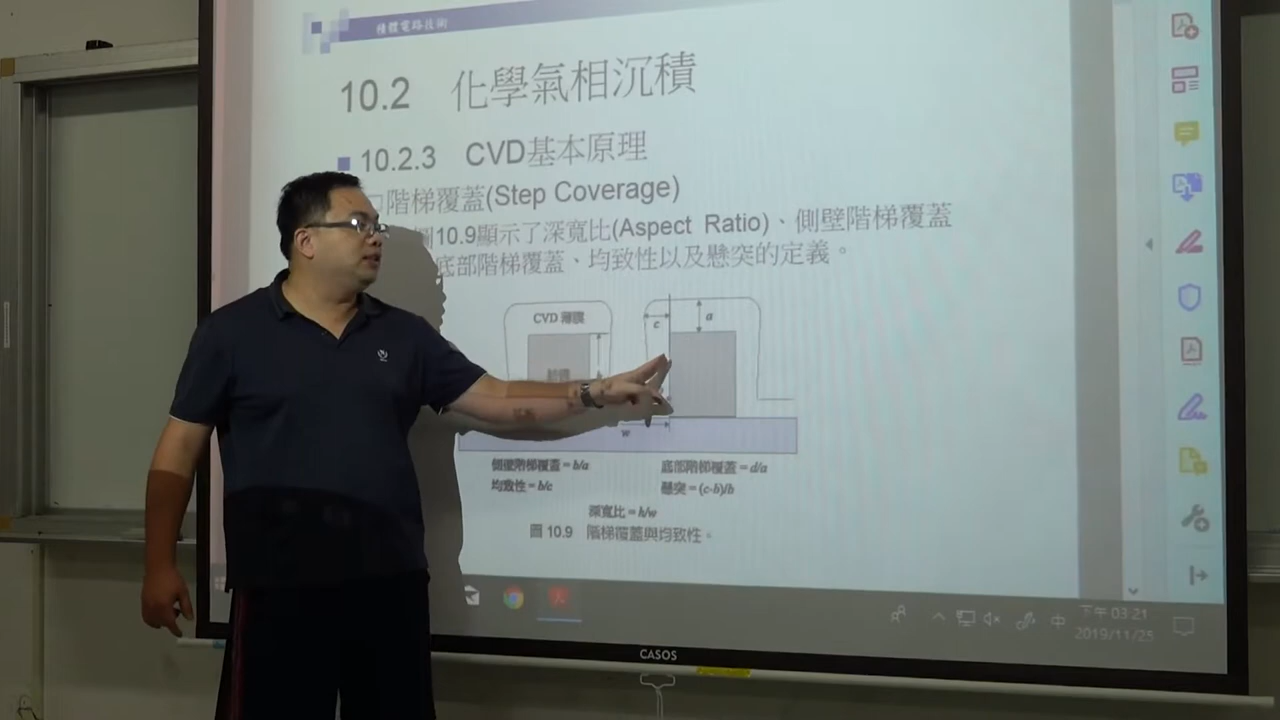 積體電路技術
10.2 化學氣相沉積
10.2.3 CVD基本原理
階梯覆蓋(Step Coverage)
圖10.9顯示了深寬比(Aspect Ratio)、側壁階梯覆蓋
底部階梯覆蓋、均致性以及懸突的定義。
CVD 薄膜
c
a
w
側壁階梯覆蓋 = b/a
底部階梯覆蓋 = d/a
均致性 = b/c
懸突 = (c-b)/b
深寬比 = h/w
圖 10.9 階梯覆蓋與均致性。
中
下午 03:21
2019/11/25
CASOS